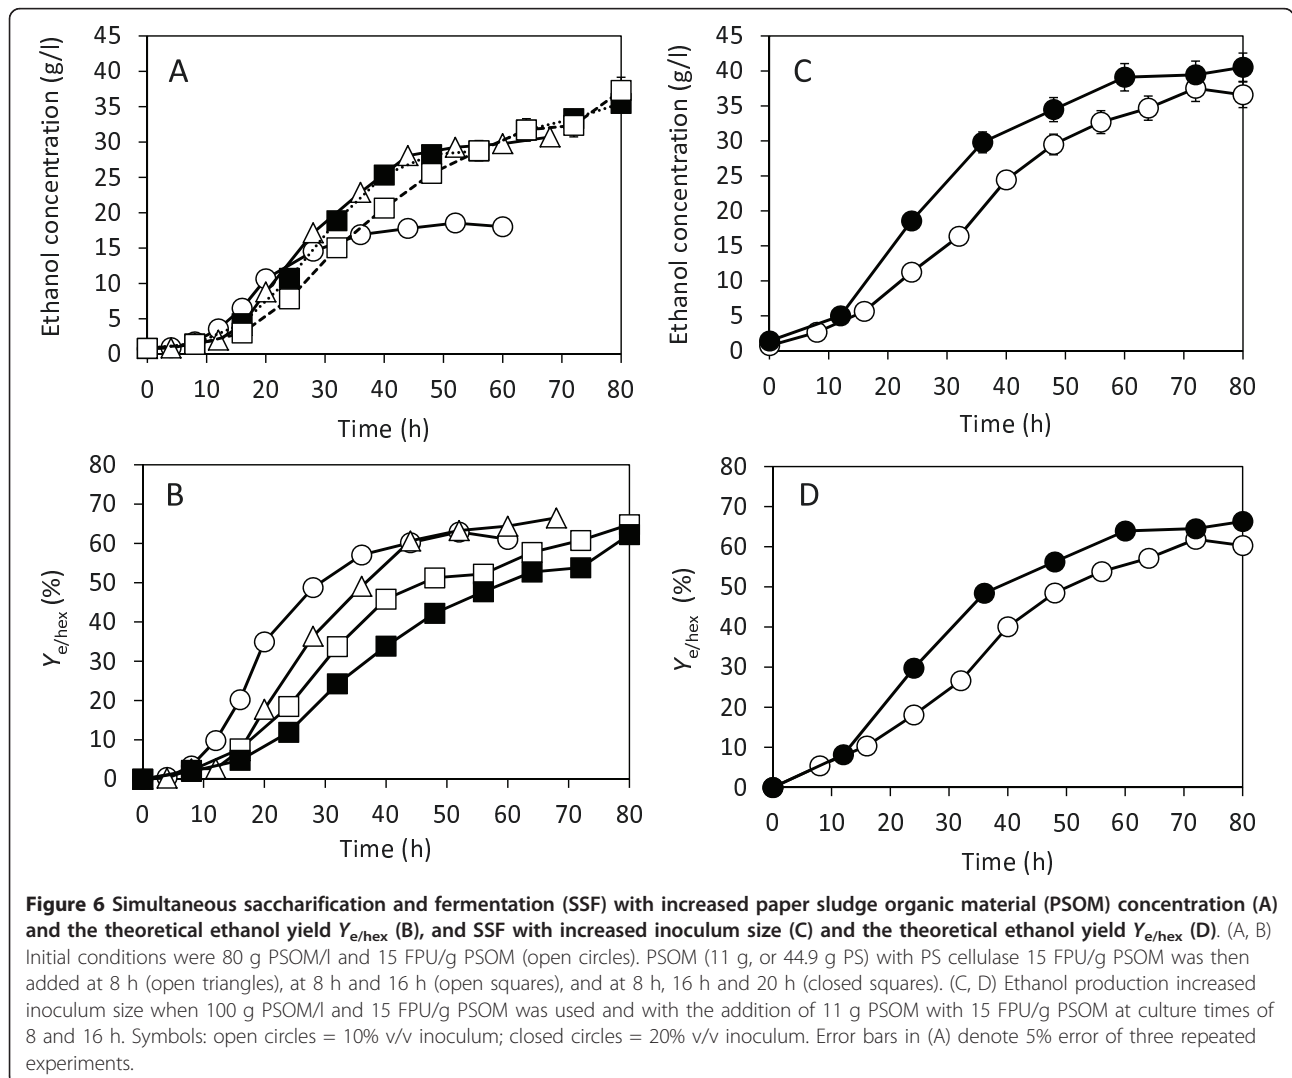 45
40
35
30
25
20
15
10
5
0
A
Ethanol concentration (g/l)
0 10 20 30 40 50 60 70 80
Time (h)
45
40
35
30
25
20
15
10
5
0
C
Ethanol concentration (g/l)
0 10 20 30 40 50 60 70 80
Time (h)
80
70
60
50
40
30
20
10
0
B
Ye/hex (%)
0 10 20 30 40 50 60 70 80
Time (h)
80
70
60
50
40
30
20
10
0
D
Ye/hex (%)
0 10 20 30 40 50 60 70 80
Time (h)
Figure 6 Simultaneous saccharification and fermentation (SSF) with increased paper sludge organic material (PSOM) concentration (A)
and the theoretical ethanol yield Ye/hex (B), and SSF with increased inoculum size (C) and the theoretical ethanol yield Ye/hex (D). (A, B)
Initial conditions were 80 g PSOM/l and 15 FPU/g PSOM (open circles). PSOM (11 g, or 44.9 g PS) with PS cellulase 15 FPU/g PSOM was then
added at 8 h (open triangles), at 8 h and 16 h (open squares), and at 8 h, 16 h and 20 h (closed squares). (C, D) Ethanol production increased
inoculum size when 100 g PSOM/l and 15 FPU/g PSOM was used and with the addition of 11 g PSOM with 15 FPU/g PSOM at culture times of
8 and 16 h. Symbols: open circles = 10% v/v inoculum; closed circles = 20% v/v inoculum. Error bars in (A) denote 5% error of three repeated
experiments.